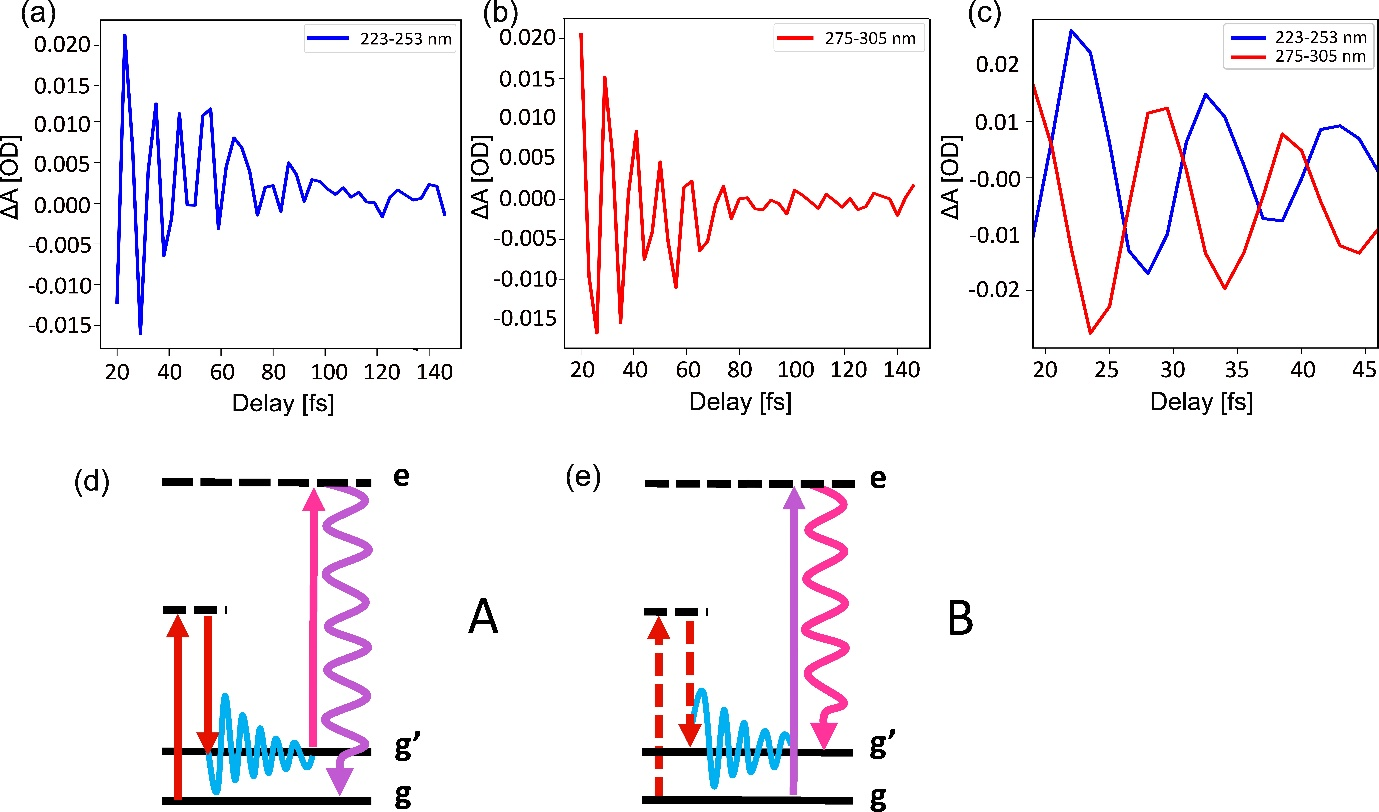 (a)
223-253 nm
0.020
0.015
0.010
0.005
0.000
-0.005
-0.010
-0.015
ΔA [OD]
20 40 60 80 100 120 140
Delay [fs]
(b)
275-305 nm
0.020
0.015
0.010
0.005
0.000
-0.005
-0.010
-0.015
ΔA [OD]
20 40 60 80 100 120 140
Delay [fs]
(c)
223-253 nm
275-305 nm
0.02
0.01
-0.00
-0.01
-0.02
ΔA [OD]
20 25 30 35 40 45
Delay [fs]
(d)
e
A
g’
g
(e)
e
B
g’
g